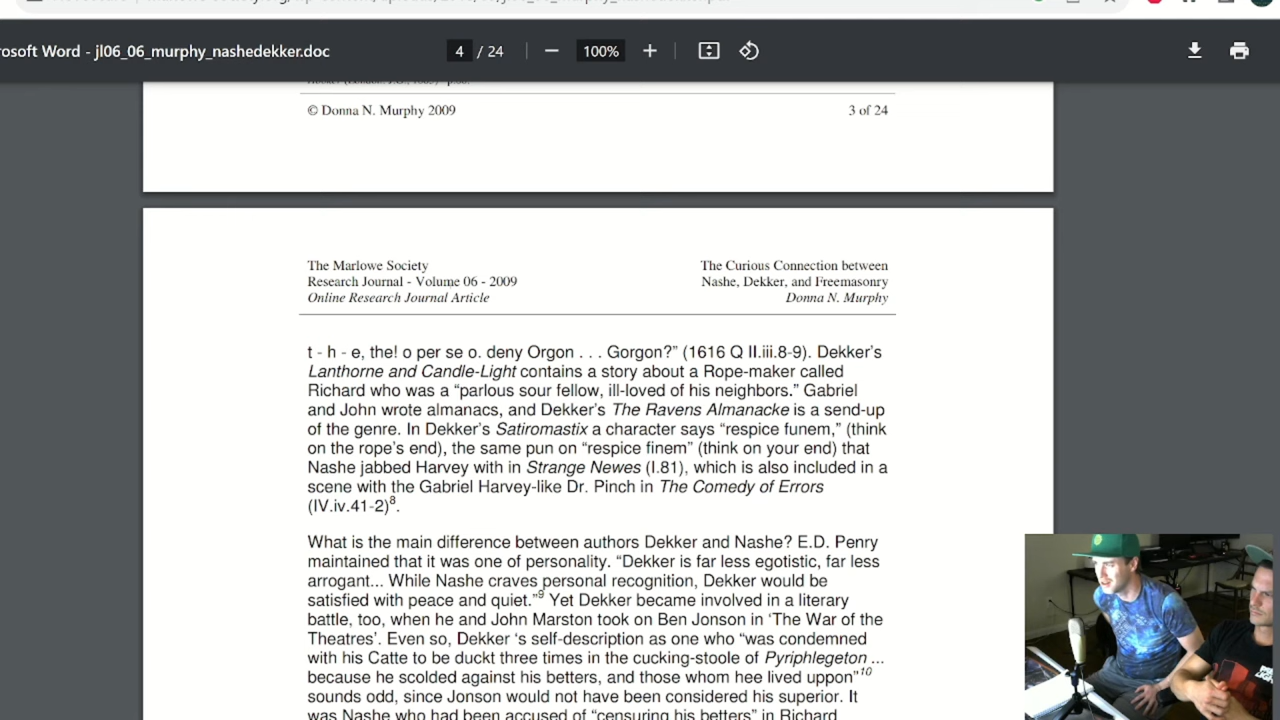 rosoft Word - jl06_06_murphy_nashedekker.doc
4 / 24
100%
© Donna N. Murphy 2009
3 of 24
The Marlowe Society
Research Journal - Volume 06 - 2009
Online Research Journal Article
The Curious Connection between
Nashe, Dekker, and Freemasonry
Donna N. Murphy
t - h - e, the! o per se o. deny Orgon . . . Gorgon?” (1616 Q II.iii.8-9). Dekker’s
Lanthorne and Candle-Light contains a story about a Rope-maker called
Richard who was a “parlous sour fellow, ill-loved of his neighbors.” Gabriel
and John wrote almanacs, and Dekker’s The Ravens Almanacke is a send-up
of the genre. In Dekker’s Satiromastix a character says “respice funem,” (think
on the rope’s end), the same pun on “respice finem” (think on your end) that
Nashe jabbed Harvey with in Strange Newes (I.81), which is also included in a
scene with the Gabriel Harvey-like Dr. Pinch in The Comedy of Errors
(IV.iv.41-2)8.
What is the main difference between authors Dekker and Nashe? E.D. Penry
maintained that it was one of personality. “Dekker is far less egotistic, far less
arrogant... While Nashe craves personal recognition, Dekker would be
satisfied with peace and quiet.”9 Yet Dekker became involved in a literary
battle, too, when he and John Marston took on Ben Jonson in ‘The War of the
Theatres’. Even so, Dekker ‘s self-description as one who “was condemned
with his Catte to be duckt three times in the cucking-stoole of Pyriphlegeton ...
because he scolded against his betters, and those whom hee lived uppon”10
sounds odd, since Jonson would not have been considered his superior. It
was Nashe who had been accused of “censuring his betters” in Richard